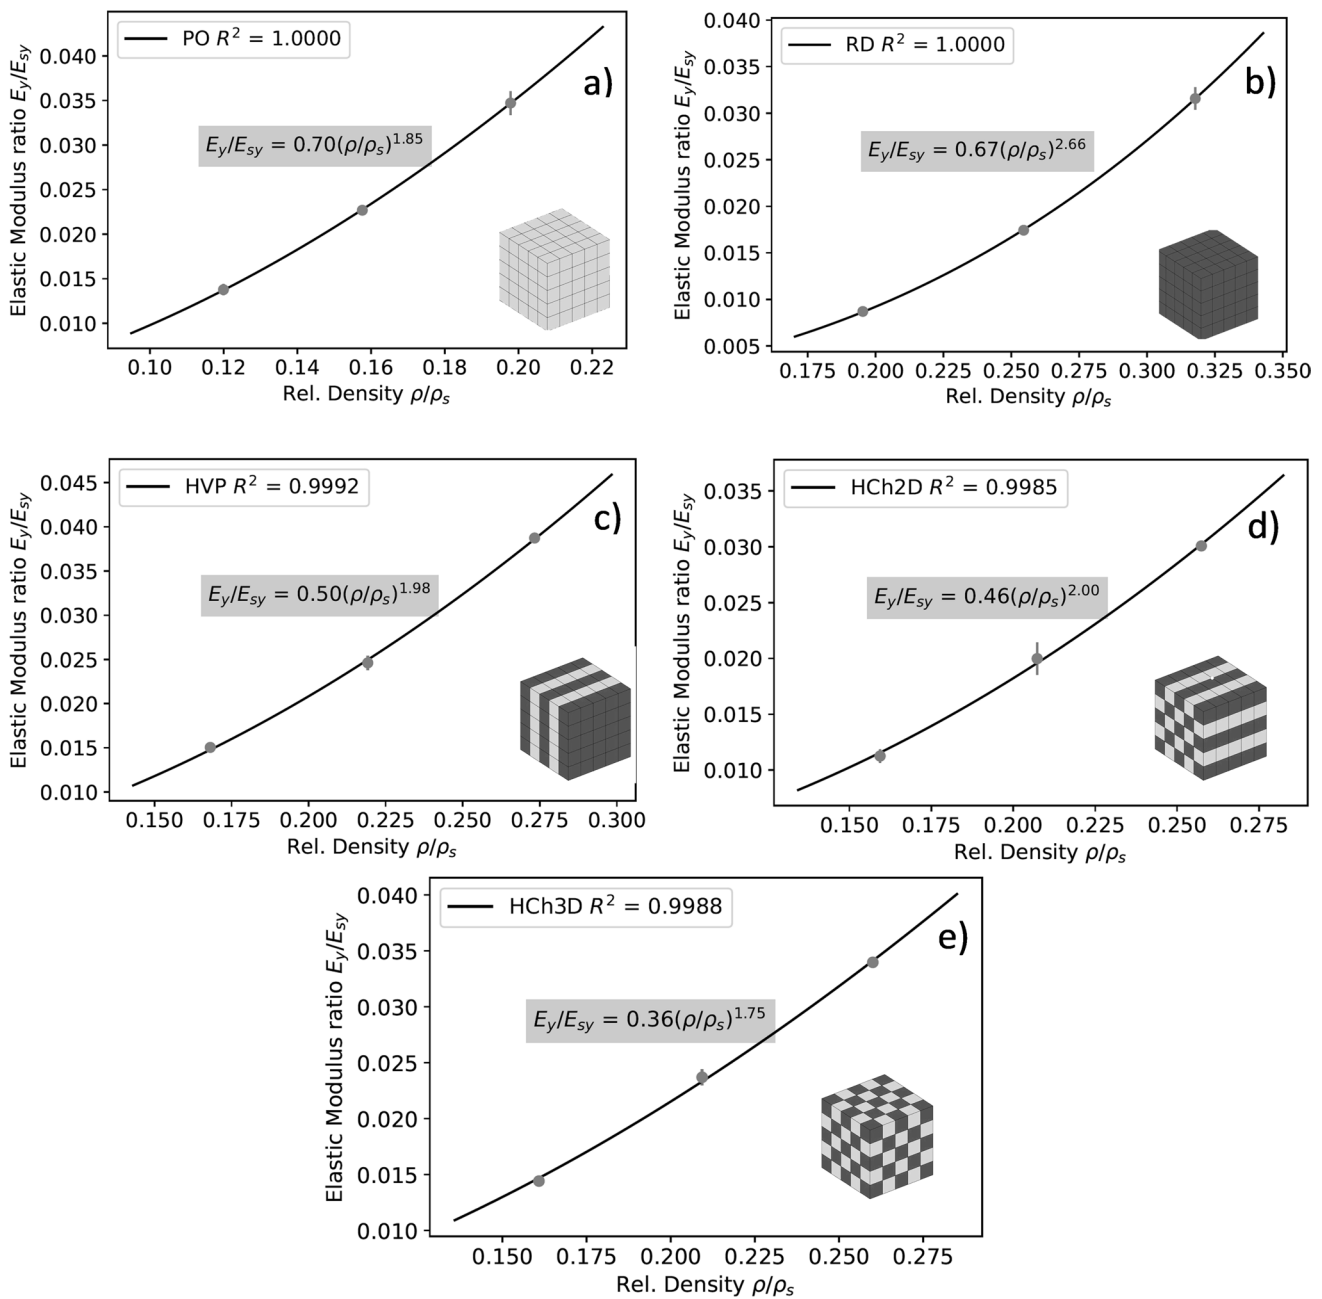 PO R² = 1.0000
a)
E_y/E_sy = 0.70(ρ/ρ_s)^1.85
Elastic Modulus ratio E_y/E_sy
0.040
0.035
0.030
0.025
0.020
0.015
0.010
0.10 0.12 0.14 0.16 0.18 0.20 0.22
Rel. Density ρ/ρ_s
RD R² = 1.0000
b)
E_y/E_sy = 0.67(ρ/ρ_s)^2.66
Elastic Modulus ratio E_y/E_sy
0.040
0.035
0.030
0.025
0.020
0.015
0.010
0.005
0.175 0.200 0.225 0.250 0.275 0.300 0.325 0.350
Rel. Density ρ/ρ_s
HVP R² = 0.9992
c)
E_y/E_sy = 0.50(ρ/ρ_s)^1.98
Elastic Modulus ratio E_y/E_sy
0.045
0.040
0.035
0.030
0.025
0.020
0.015
0.010
0.150 0.175 0.200 0.225 0.250 0.275 0.300
Rel. Density ρ/ρ_s
HCh2D R² = 0.9985
d)
E_y/E_sy = 0.46(ρ/ρ_s)^2.00
Elastic Modulus ratio E_y/E_sy
0.035
0.030
0.025
0.020
0.015
0.010
0.150 0.175 0.200 0.225 0.250 0.275
Rel. Density ρ/ρ_s
HCh3D R² = 0.9988
e)
E_y/E_sy = 0.36(ρ/ρ_s)^1.75
Elastic Modulus ratio E_y/E_sy
0.040
0.035
0.030
0.025
0.020
0.015
0.010
0.150 0.175 0.200 0.225 0.250 0.275
Rel. Density ρ/ρ_s